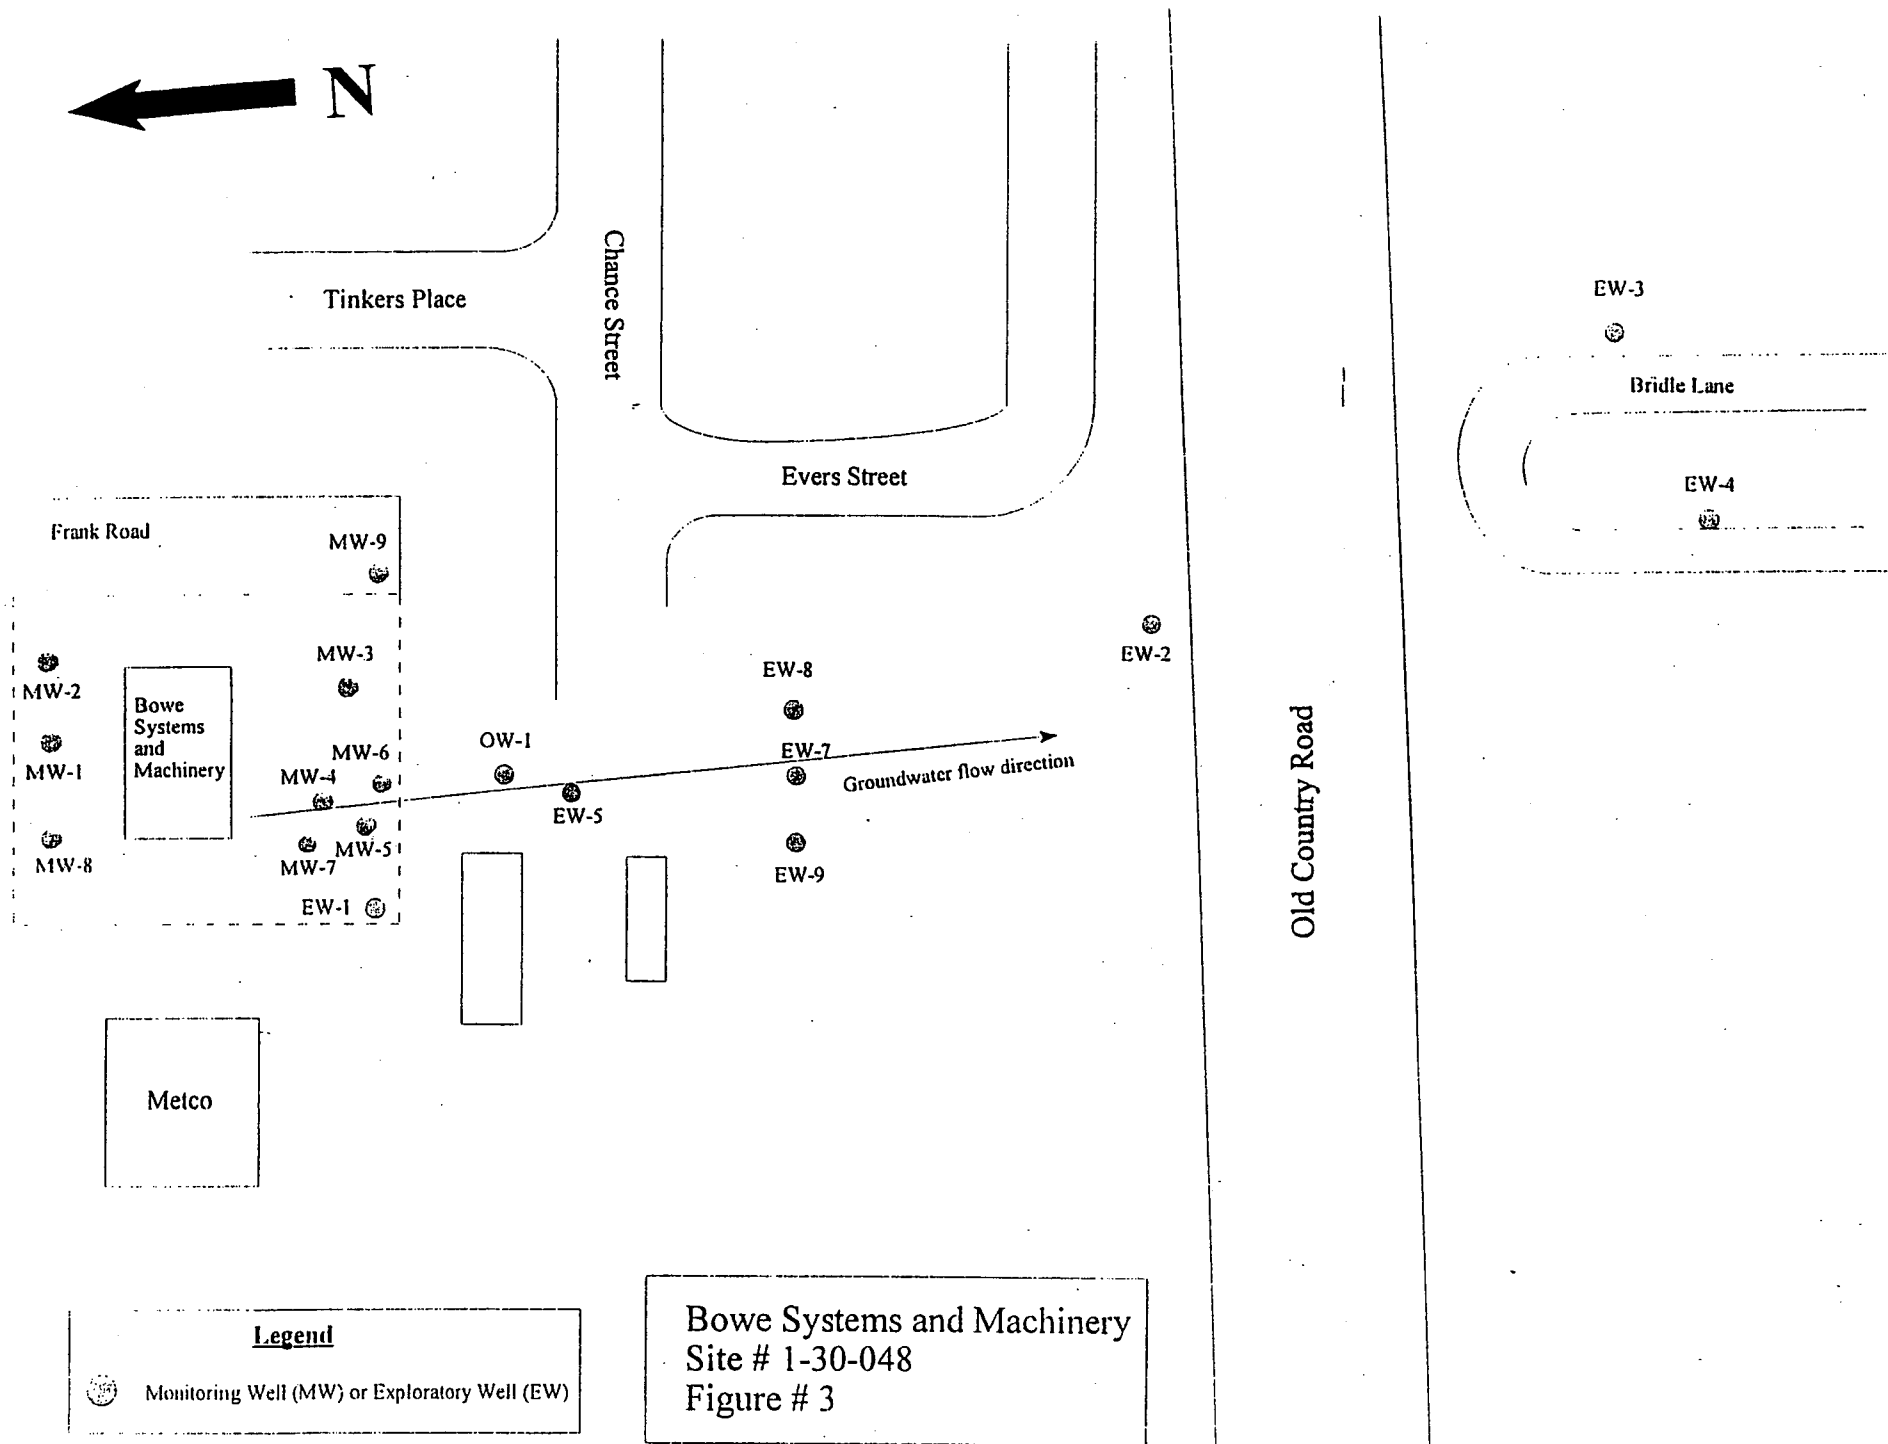 N
Tinkers Place
Chance Street
EW-3
Bridle Lane
Evers Street
EW-4
Frank Road
MW-9
MW-3
MW-2
Bowe
Systems
and
Machinery
EW-8
EW-2
MW-1
MW-6
MW-4
OW-1
EW-7
Groundwater flow direction
Old Country Road
EW-5
MW-8
MW-7
MW-5
EW-9
EW-1
Metco
Legend
Monitoring Well (MW) or Exploratory Well (EW)
Bowe Systems and Machinery
Site # 1-30-048
Figure # 3